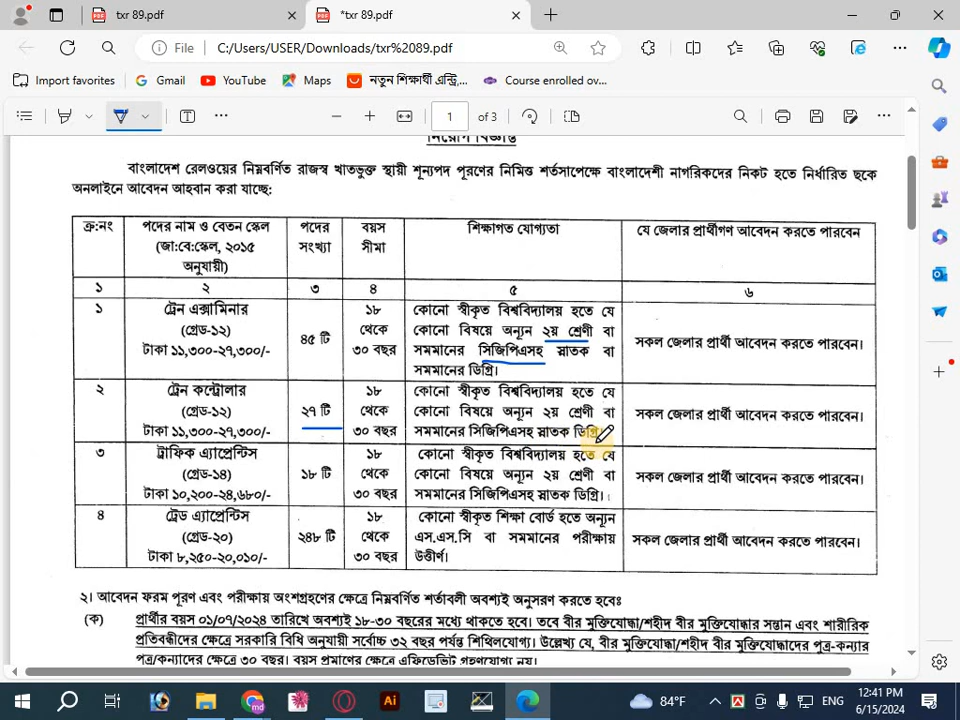 txr 89.pdf
*txr 89.pdf
File
C:/Users/USER/Downloads/txr%2089.pdf
Import favorites
Gmail
YouTube
Maps
নতুন শিক্ষার্থী এন্ট্রি...
Course enrolled ov...
1 of 3
নিয়োগ বিজ্ঞপ্তি
বাংলাদেশ রেলওয়ের নিম্নবর্ণিত রাজস্ব খাতভুক্ত স্থায়ী শূন্যপদ পূরণের নিমিত্ত শর্তসাপেক্ষে বাংলাদেশী নাগরিকদের নিকট হতে নির্ধারিত ছকে
অনলাইনে আবেদন আহবান করা যাচ্ছে:
ক্র:নং
পদের নাম ও বেতন স্কেল
(জা:বে:স্কেল, ২০১৫
অনুযায়ী)
পদের
সংখ্যা
বয়স
সীমা
শিক্ষাগত যোগ্যতা
যে জেলার প্রার্থীগণ আবেদন করতে পারবেন
১ ২ ৩ ৪ ৫ ৬
১
ট্রেন এক্সামিনার
(গ্রেড-১২)
টাকা ১১,৩০০-২৭,৩০০/-
৪৫ টি
১৮
থেকে
৩০ বছর
কোনো স্বীকৃত বিশ্ববিদ্যালয় হতে যে
কোনো বিষয়ে অন্যূন ২য় শ্রেণী বা
সমমানের সিজিপিএসহ স্নাতক বা
সমমানের ডিগ্রি।
সকল জেলার প্রার্থী আবেদন করতে পারবেন।
২
ট্রেন কন্ট্রোলার
(গ্রেড-১২)
টাকা ১১,৩০০-২৭,৩০০/-
২৭ টি
১৮
থেকে
৩০ বছর
কোনো স্বীকৃত বিশ্ববিদ্যালয় হতে যে
কোনো বিষয়ে অন্যূন ২য় শ্রেণী বা
সমমানের সিজিপিএসহ স্নাতক ডিগ্রি।
সকল জেলার প্রার্থী আবেদন করতে পারবেন।
৩
ট্রাফিক এ্যাপ্রেন্টিস
(গ্রেড-১৪)
টাকা ১০,২০০-২৪,৬৮০/-
১৮ টি
১৮
থেকে
৩০ বছর
কোনো স্বীকৃত বিশ্ববিদ্যালয় হতে যে
কোনো বিষয়ে অন্যূন ২য় শ্রেণী বা
সমমানের সিজিপিএসহ স্নাতক ডিগ্রি।
সকল জেলার প্রার্থী আবেদন করতে পারবেন।
৪
ট্রেড এ্যাপ্রেন্টিস
(গ্রেড-২০)
টাকা ৮,২৫০-২০,০১০/-
২৪৮ টি
১৮
থেকে
৩০ বছর
কোনো স্বীকৃত শিক্ষা বোর্ড হতে অন্যূন
এস.এস.সি বা সমমানের পরীক্ষায়
উত্তীর্ণ।
সকল জেলার প্রার্থী আবেদন করতে পারবেন।
২। আবেদন ফরম পূরণ এবং পরীক্ষায় অংশগ্রহণের ক্ষেত্রে নিম্নবর্ণিত শর্তাবলী অবশ্যই অনুসরণ করতে হবেঃ
(ক) প্রার্থীর বয়স ০১/০৭/২০২৪ তারিখে অবশ্যই ১৮-৩০ বছরের মধ্যে থাকতে হবে। তবে বীর মুক্তিযোদ্ধা/শহীদ বীর মুক্তিযোদ্ধার সন্তান এবং শারীরিক
প্রতিবন্ধীদের ক্ষেত্রে সরকারি বিধি অনুযায়ী সর্বোচ্চ ৩২ বছর পর্যন্ত শিথিলযোগ্য। উল্লেখ্য যে, বীর মুক্তিযোদ্ধা/শহীদ বীর মুক্তিযোদ্ধাদের পুত্র-কন্যার
পুত্র/কন্যাদের ক্ষেত্রে ৩০ বছর। বয়স প্রমাণের ক্ষেত্রে এফিডেভিট গ্রহণযোগ্য নয়।
Ai
84°F
ENG
12:41 PM
6/15/2024